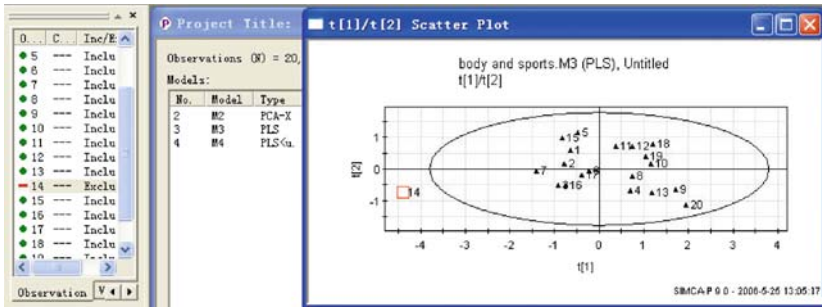 0... C... Inc/E
5 --- Inclu
6 --- Inclu
7 --- Inclu
8 --- Inclu
9 --- Inclu
10 --- Inclu
11 --- Inclu
12 --- Inclu
13 --- Inclu
14 --- Exclu
15 --- Inclu
16 --- Inclu
17 --- Inclu
18 --- Inclu
Observation V
Project Title:
Observations (N) = 20,
Models:
No. Model Type
2 M2 PCA-X
3 M3 PLS
4 M4 PLS<u.
t[1]/t[2] Scatter Plot
body and sports.M3 (PLS), Untitled
t[1]/t[2]
t[2]
1
0
-1
15 5
1
2
7
6
17
16
11 12 18
19
10
8
4 13 9
20
14
-4 -3 -2 -1 0 1 2 3 4
t[1]
SIMCA-P 9.0 - 2006-5-26 13:05:17